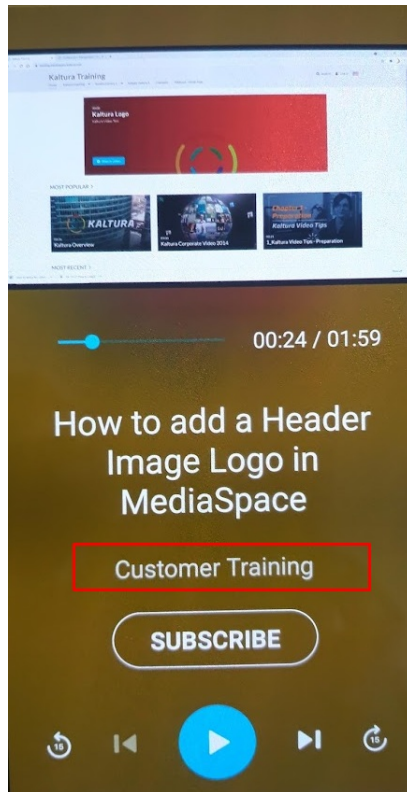 Kaltura Training
Kaltura Logo
MOST POPULAR >
KALTURA
Kaltura Overview
Kaltura Corporate Video 2014
Chapter 1 -
Preparation
Kaltura Video Tips
1_Kaltura Video Tips - Preparation
MOST RECENT >
00:24 / 01:59
How to add a Header
Image Logo in
MediaSpace
Customer Training
SUBSCRIBE
15
15